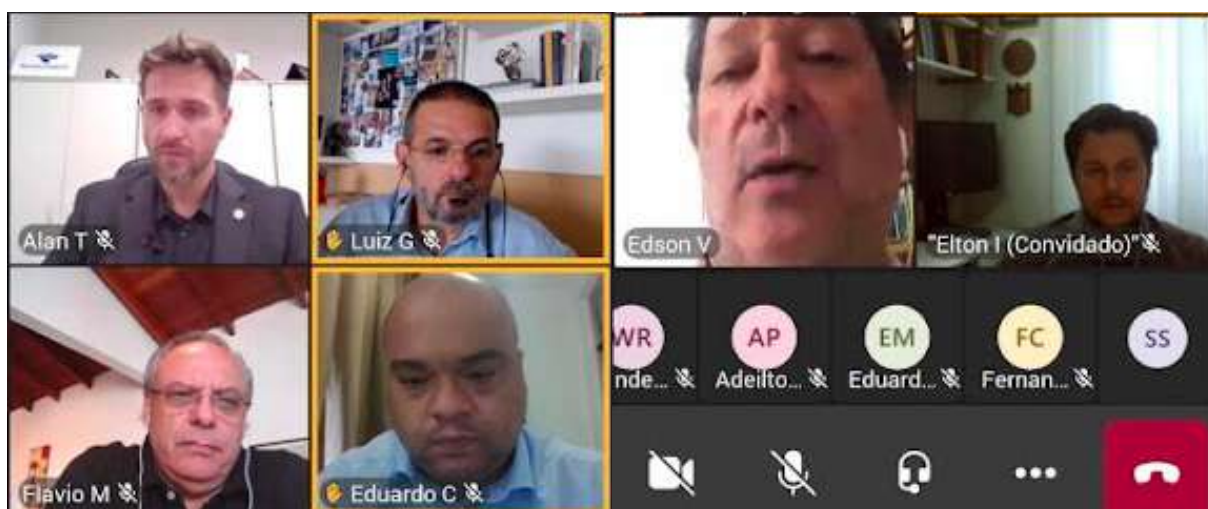 Alan T
Luiz G
Edson V
"Elton I (Convidado)"
WR
AP
EM
FC
SS
nde...
Adeilto...
Eduard...
Fernan...
Flavio M
Eduardo C